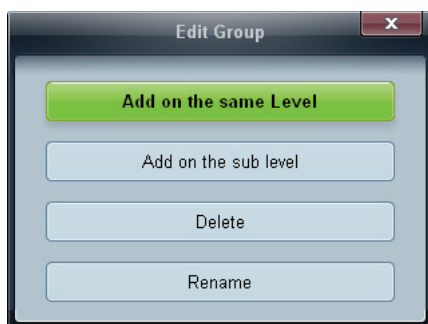 Edit Group
x
Add on the same Level
Add on the sub level
Delete
Rename